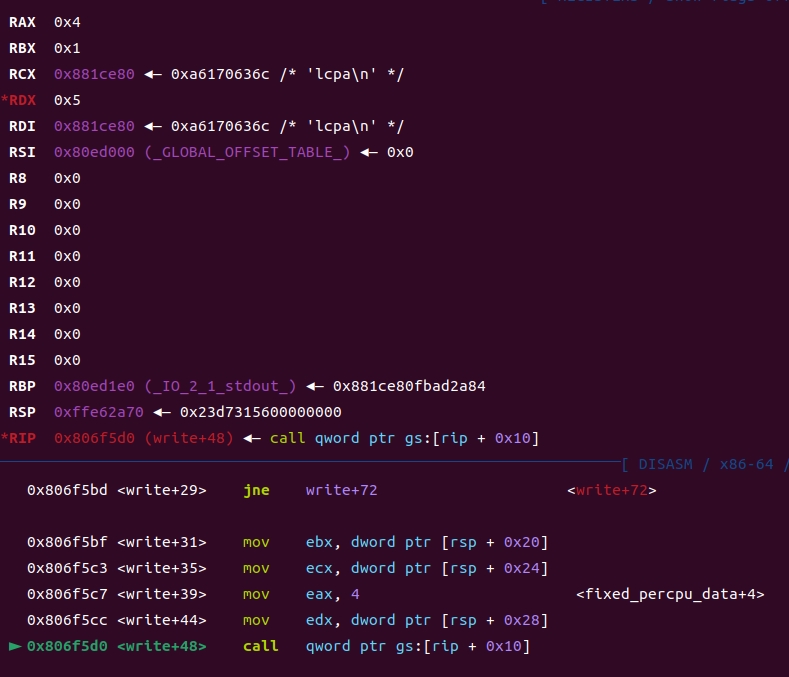 RAX 0x4
RBX 0x1
RCX 0x881ce80 ◄— 0xa6170636c /* 'lcpa\n' */
*RDX 0x5
RDI 0x881ce80 ◄— 0xa6170636c /* 'lcpa\n' */
RSI 0x80ed000 (_GLOBAL_OFFSET_TABLE_) ◄— 0x0
R8 0x0
R9 0x0
R10 0x0
R11 0x0
R12 0x0
R13 0x0
R14 0x0
R15 0x0
RBP 0x80ed1e0 (_IO_2_1_stdout_) ◄— 0x881ce80fbad2a84
RSP 0xffe62a70 ◄— 0x23d7315600000000
*RIP 0x806f5d0 (write+48) ◄— call qword ptr gs:[rip + 0x10]
[ DISASM / x86-64 /
0x806f5bd <write+29> jne write+72 <write+72>
0x806f5bf <write+31> mov ebx, dword ptr [rsp + 0x20]
0x806f5c3 <write+35> mov ecx, dword ptr [rsp + 0x24]
0x806f5c7 <write+39> mov eax, 4 <fixed_percpu_data+4>
0x806f5cc <write+44> mov edx, dword ptr [rsp + 0x28]
► 0x806f5d0 <write+48> call qword ptr gs:[rip + 0x10]